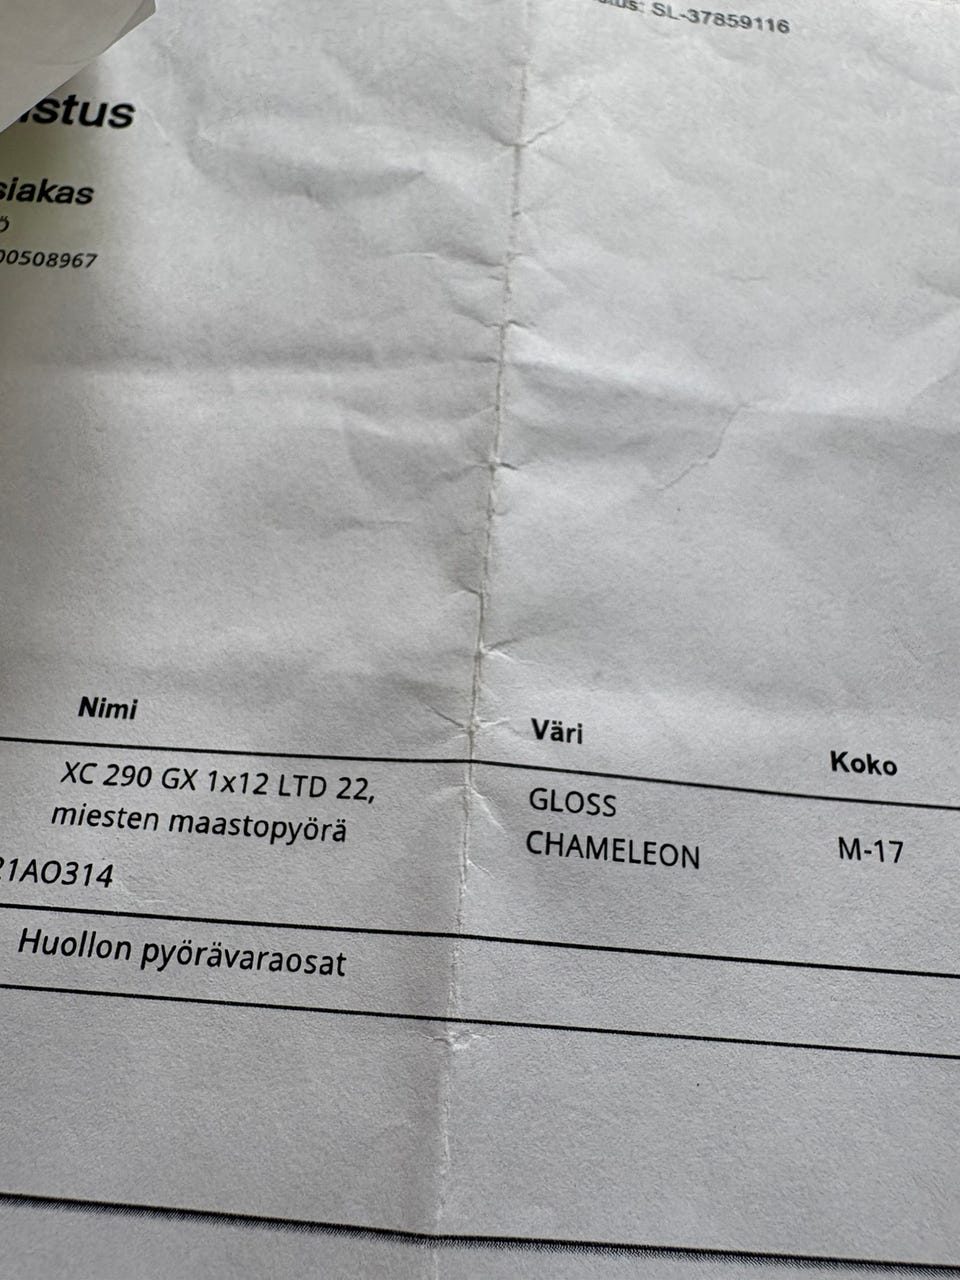 SL-37859116
siakas
00508967
Nimi Väri Koko
XC 290 GX 1x12 LTD 22, GLOSS
miesten maastopyörä CHAMELEON M-17
21AO314
Huollon pyörävaraosat